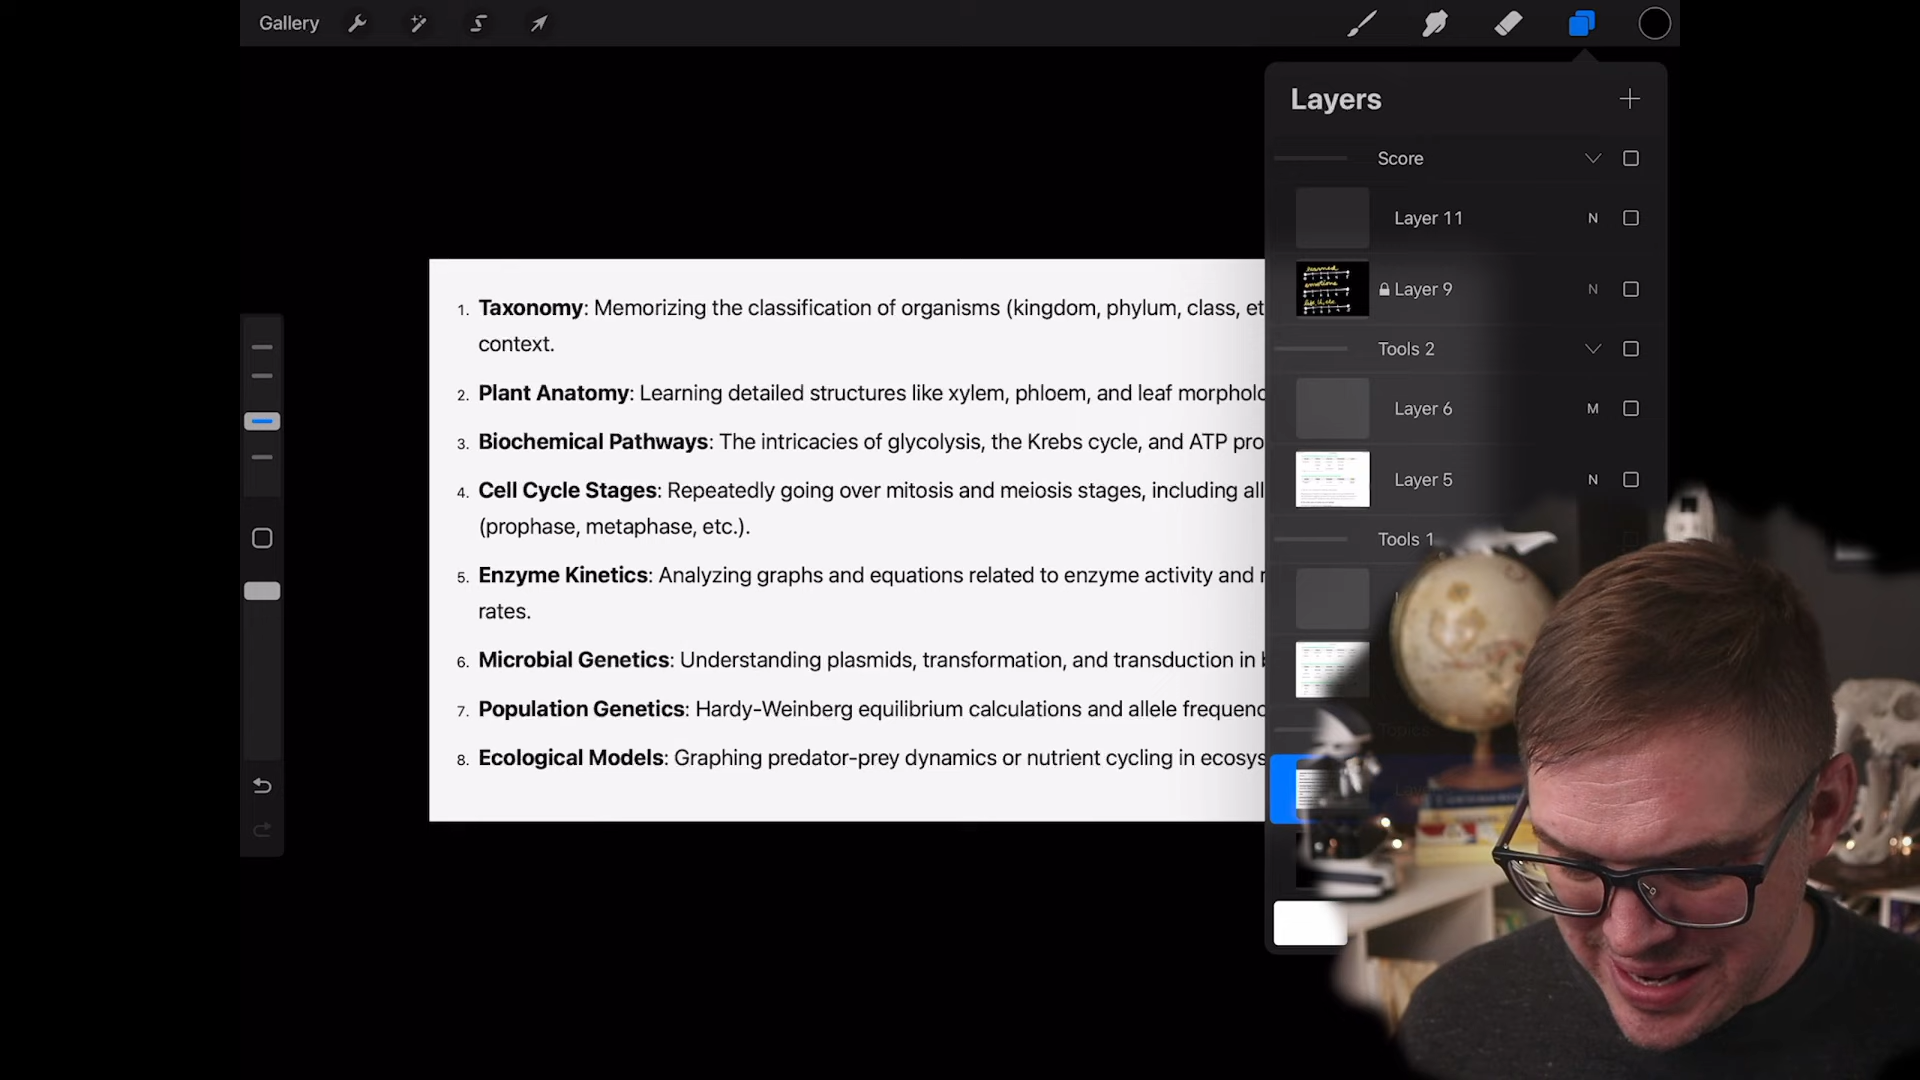 Gallery
Layers
Score
Layer 11 N
learned
emotions
Layer 9 N
Tools 2
Layer 6 M
Layer 5 N
Tools 1
Topics
1. Taxonomy: Memorizing the classification of organisms (kingdom, phylum, class, et
context.
2. Plant Anatomy: Learning detailed structures like xylem, phloem, and leaf morpholo
3. Biochemical Pathways: The intricacies of glycolysis, the Krebs cycle, and ATP pro
4. Cell Cycle Stages: Repeatedly going over mitosis and meiosis stages, including all
(prophase, metaphase, etc.).
5. Enzyme Kinetics: Analyzing graphs and equations related to enzyme activity and
rates.
6. Microbial Genetics: Understanding plasmids, transformation, and transduction in
7. Population Genetics: Hardy-Weinberg equilibrium calculations and allele frequenc
8. Ecological Models: Graphing predator-prey dynamics or nutrient cycling in ecosys